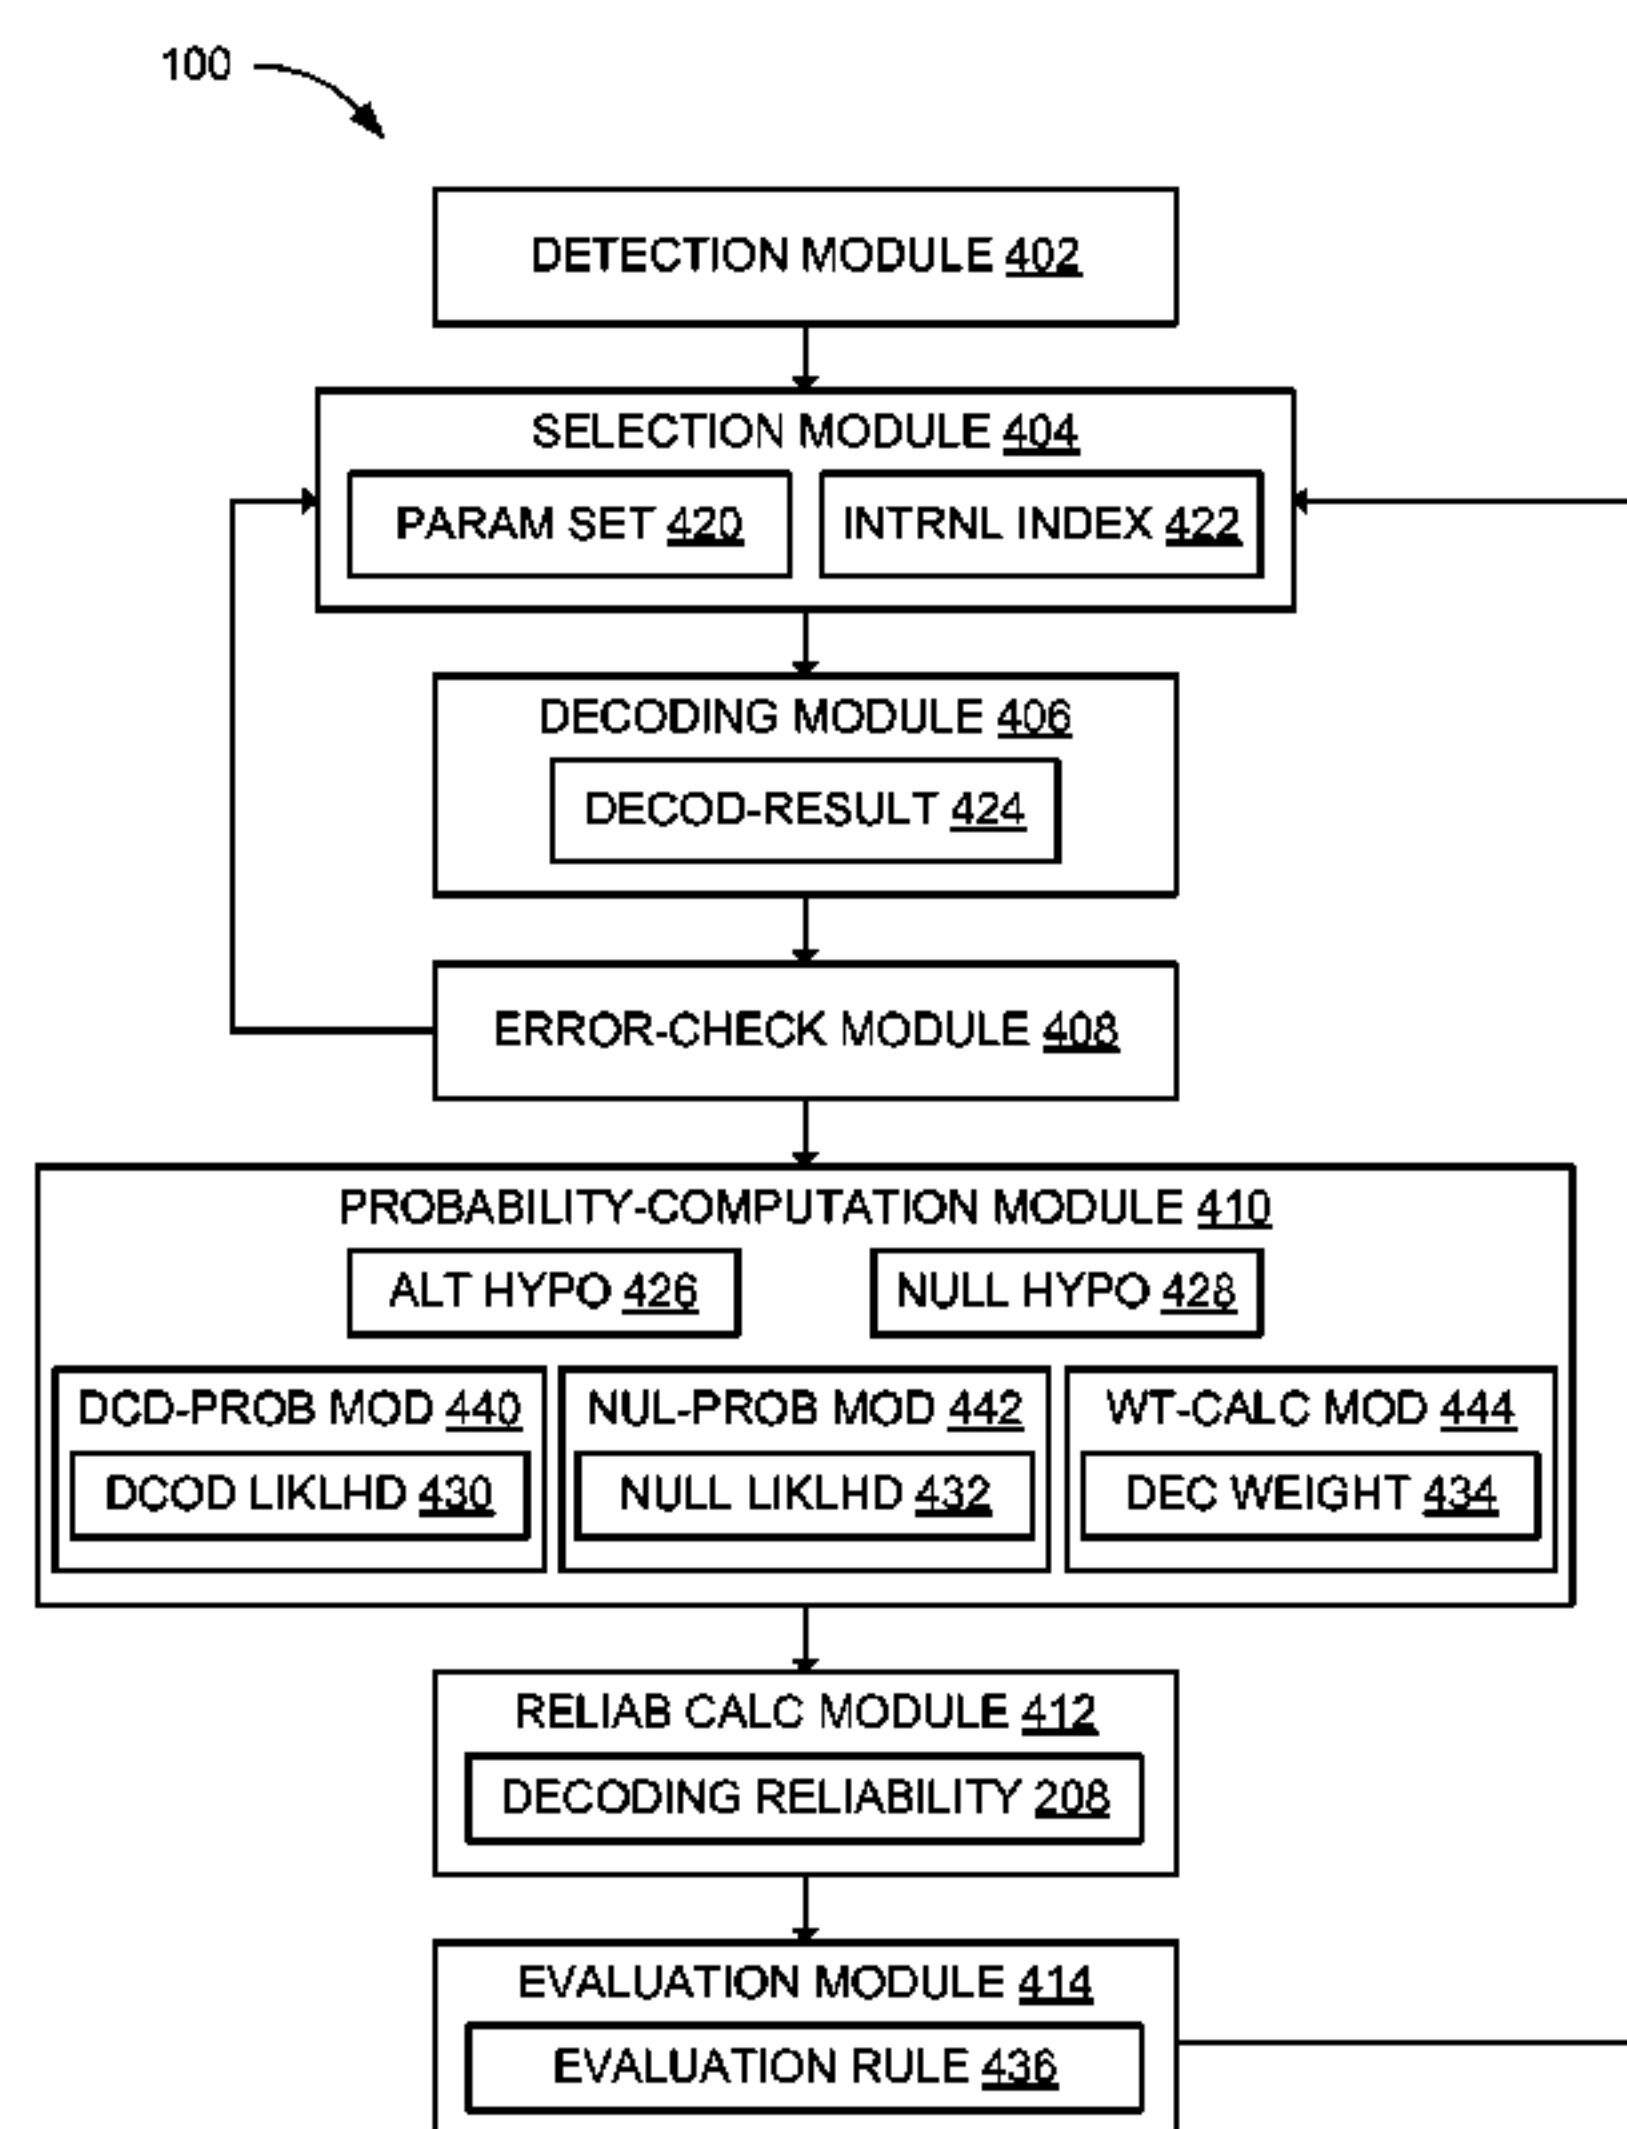 100
DETECTION MODULE 402
SELECTION MODULE 404
PARAM SET 420
INTRNL INDEX 422
DECODING MODULE 406
DECOD-RESULT 424
ERROR-CHECK MODULE 408
PROBABILITY-COMPUTATION MODULE 410
ALT HYPO 426
NULL HYPO 428
DCD-PROB MOD 440
DCOD LIKLHD 430
NUL-PROB MOD 442
NULL LIKLHD 432
WT-CALC MOD 444
DEC WEIGHT 434
RELIAB CALC MODULE 412
DECODING RELIABILITY 208
EVALUATION MODULE 414
EVALUATION RULE 436